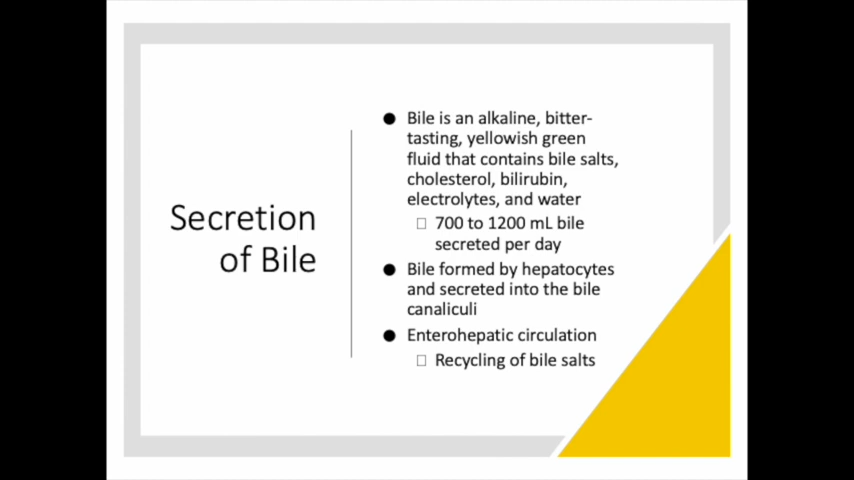 Secretion
of Bile
● Bile is an alkaline, bitter-
tasting, yellowish green
fluid that contains bile salts,
cholesterol, bilirubin,
electrolytes, and water
□ 700 to 1200 mL bile
secreted per day
● Bile formed by hepatocytes
and secreted into the bile
canaliculi
● Enterohepatic circulation
□ Recycling of bile salts